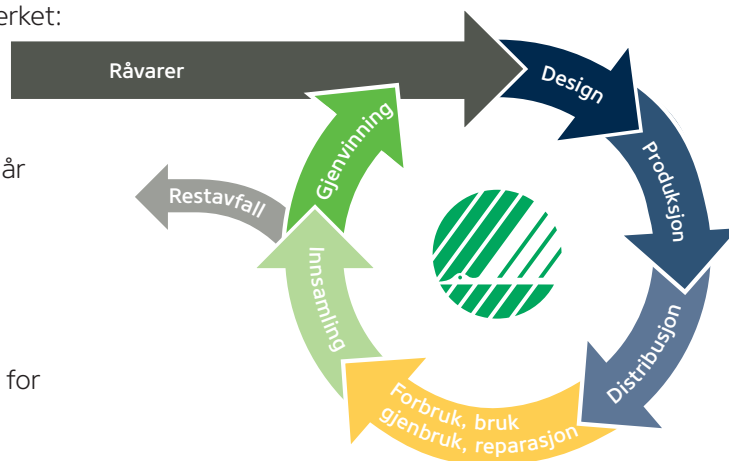 erket:
Råvarer
Design
Produksjon
Distribusjon
Forbruk, bruk
gjenbruk, reparasjon
Innsamling
Gjenvinning
Restavfall
år
for